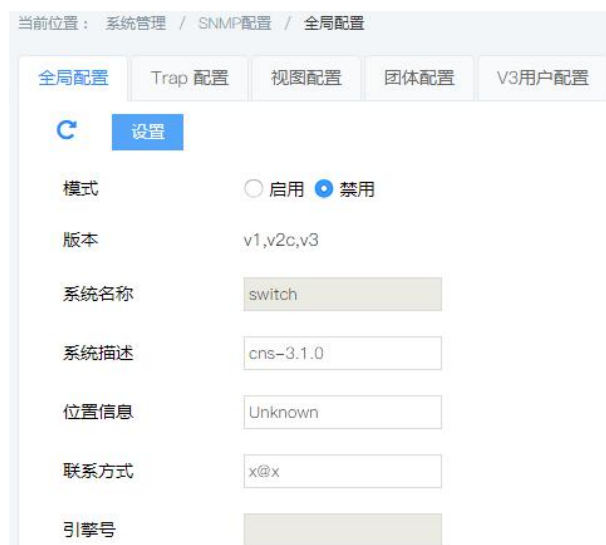 当前位置： 系统管理 / SNMP配置 / 全局配置
全局配置 Trap 配置 视图配置 团体配置 V3用户配置
设置
模式 启用 禁用
版本 v1,v2c,v3
系统名称 switch
系统描述 cns-3.1.0
位置信息 Unknown
联系方式 x@x
引擎号